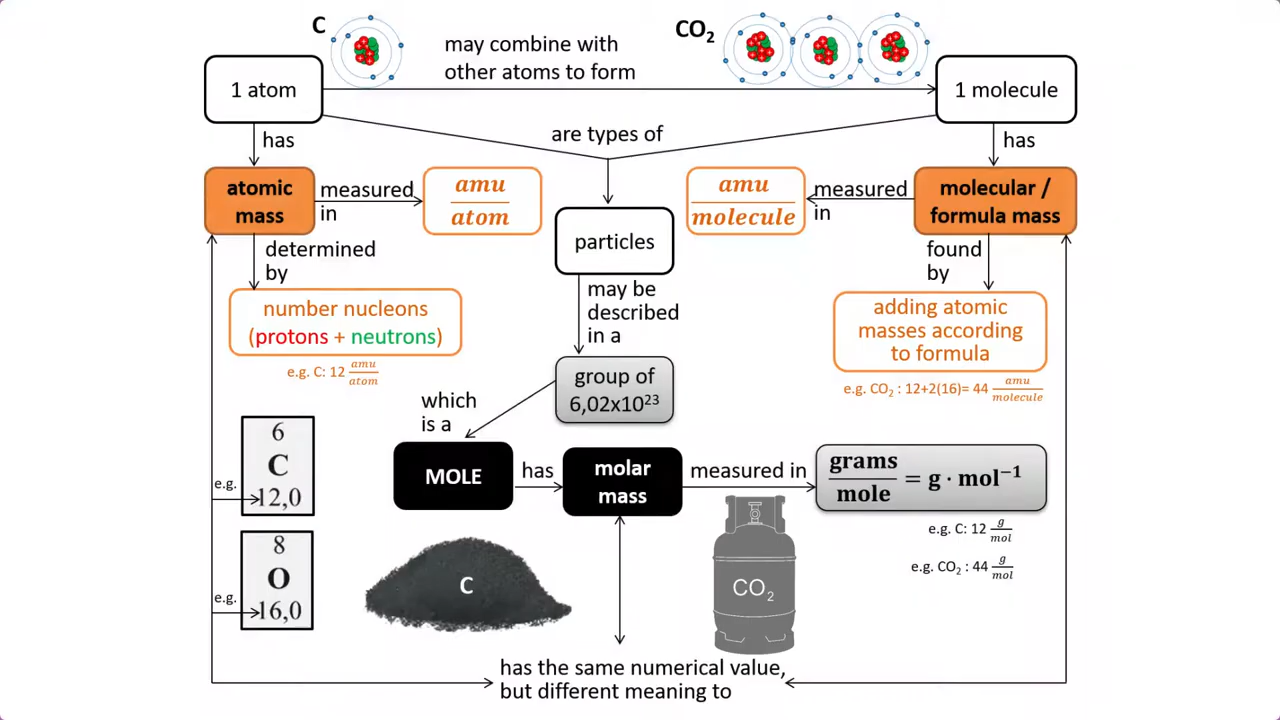 C
may combine with
other atoms to form
CO₂
1 atom
1 molecule
are types of
has
has
atomic
mass
measured
in
amu
atom
amu
molecule
measured
in
molecular /
formula mass
particles
determined
by
found
by
number nucleons
(protons + neutrons)
e.g. C: 12 amu/atom
may be
described
in a
adding atomic
masses according
to formula
e.g. CO₂ : 12+2(16)= 44 amu/molecule
group of
6,02x10²³
which
is a
6
C
12,0
e.g.
MOLE
has
molar
mass
measured in
grams/mole = g · mol⁻¹
e.g. C: 12 g/mol
e.g. CO₂ : 44 g/mol
8
O
16,0
e.g.
C
CO₂
has the same numerical value,
but different meaning to